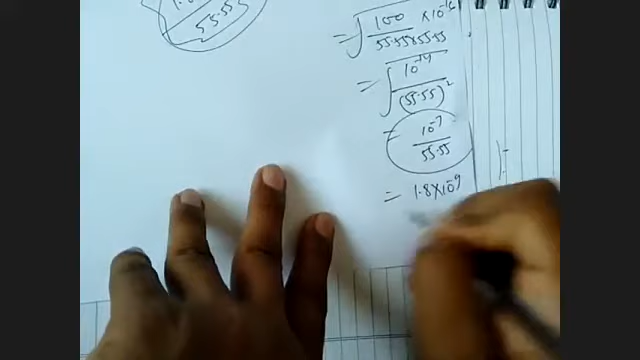 55.55
= √ 100/55.55×55.55 × 10⁻¹⁶
= √ 10⁻¹⁴/(55.55)²
= 10⁻⁷/55.55
= 1.8×10⁻⁹